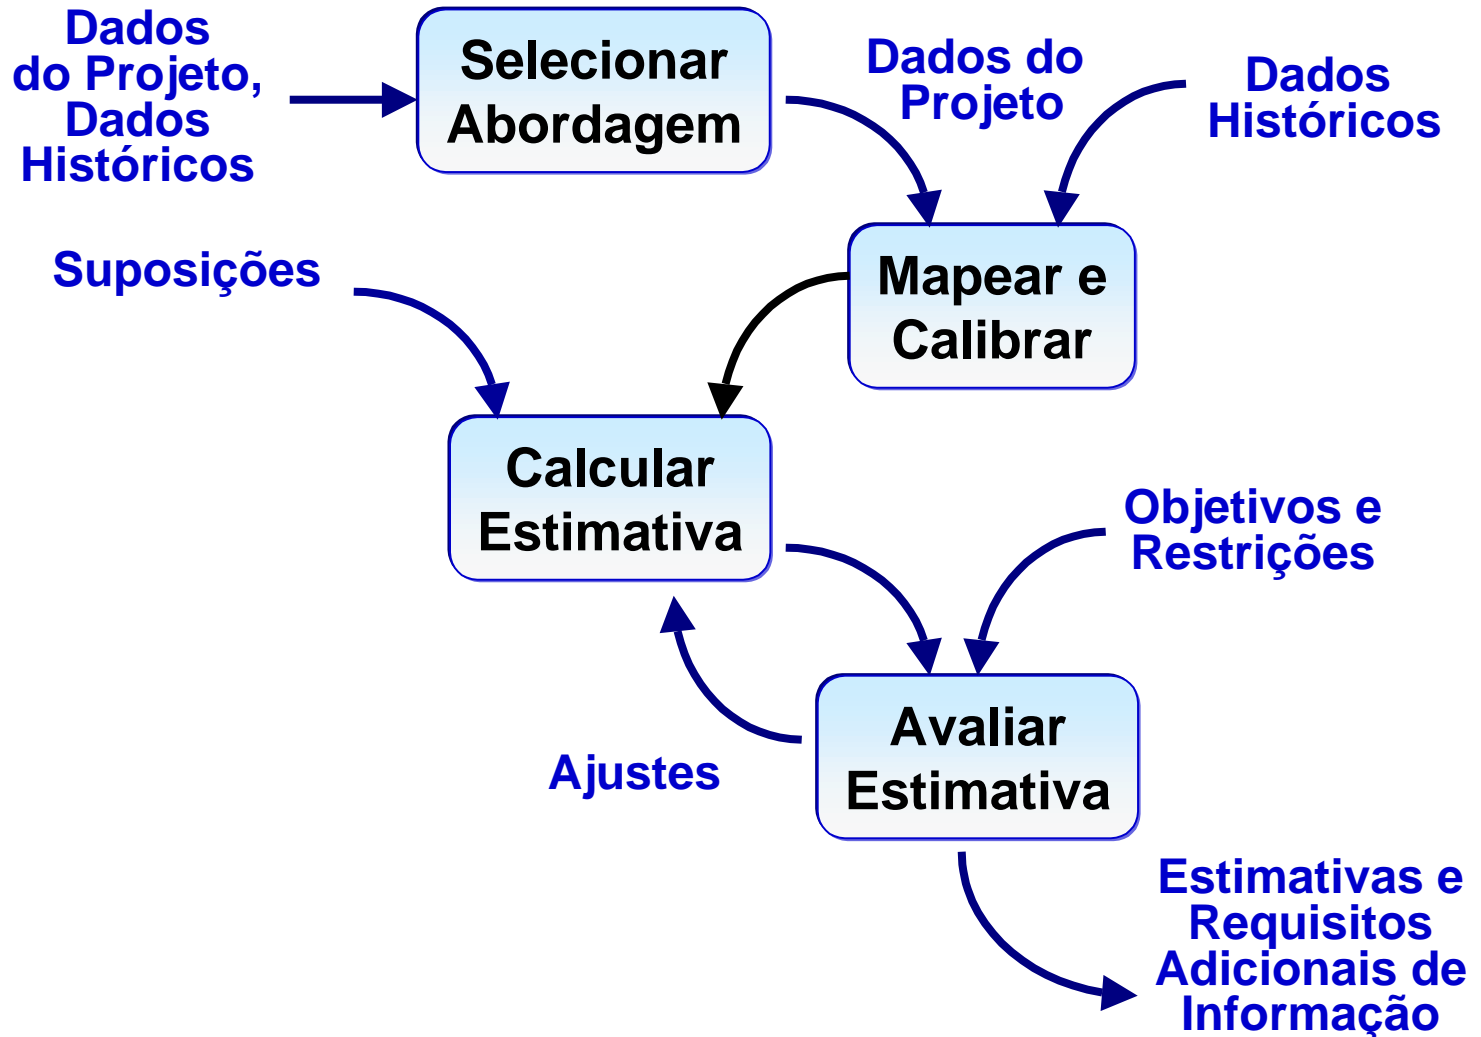 Dados
do Projeto,
Dados
Históricos
Selecionar
Abordagem
Dados do
Projeto
Dados
Históricos
Suposições
Mapear e
Calibrar
Calcular
Estimativa
Objetivos e
Restrições
Ajustes
Avaliar
Estimativa
Estimativas e
Requisitos
Adicionais de
Informação